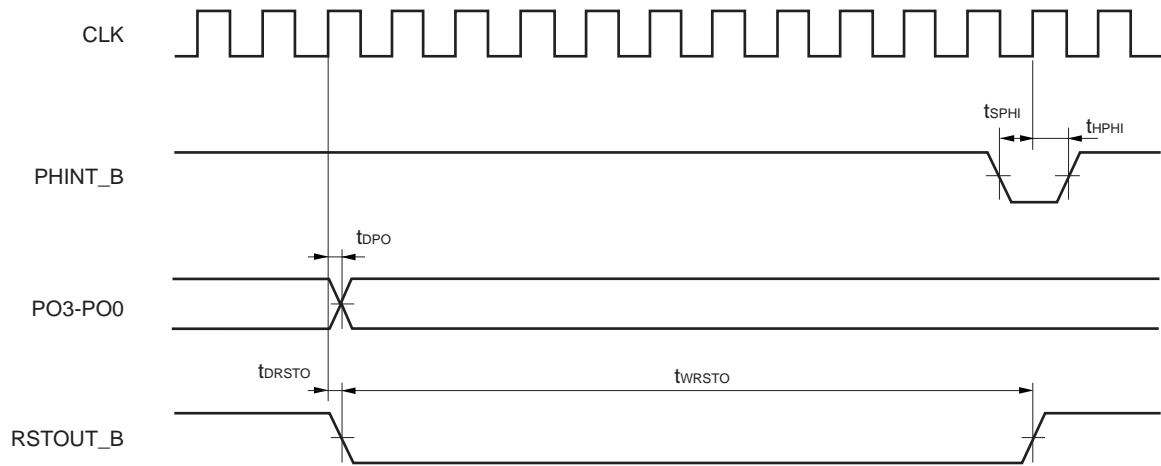 CLK
tSPHI
tHPHI
PHINT_B
tDPO
PO3-PO0
tDRSTO
tWRSTO
RSTOUT_B